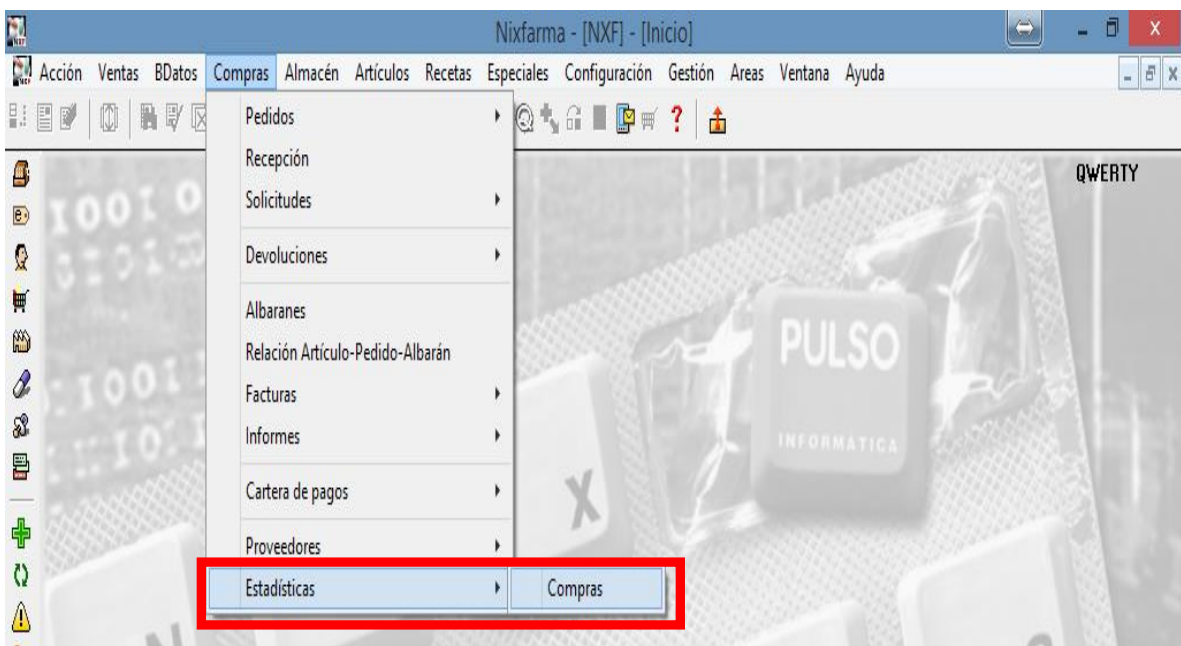 Nixfarma - [NXF] - [Inicio]
Acción Ventas BDatos Compras Almacén Artículos Recetas Especiales Configuración Gestión Areas Ventana Ayuda
Pedidos
Recepción
Solicitudes
Devoluciones
Albaranes
Relación Artículo-Pedido-Albarán
Facturas
Informes
Cartera de pagos
Proveedores
Estadísticas Compras
QWERTY
PULSO
INFORMATICA
X
N